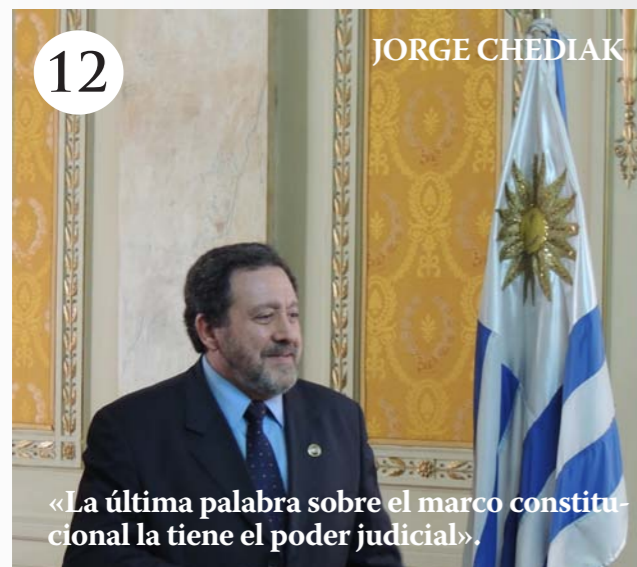 12
JORGE CHEDIAK
«La última palabra sobre el marco constitu-
cional la tiene el poder judicial».